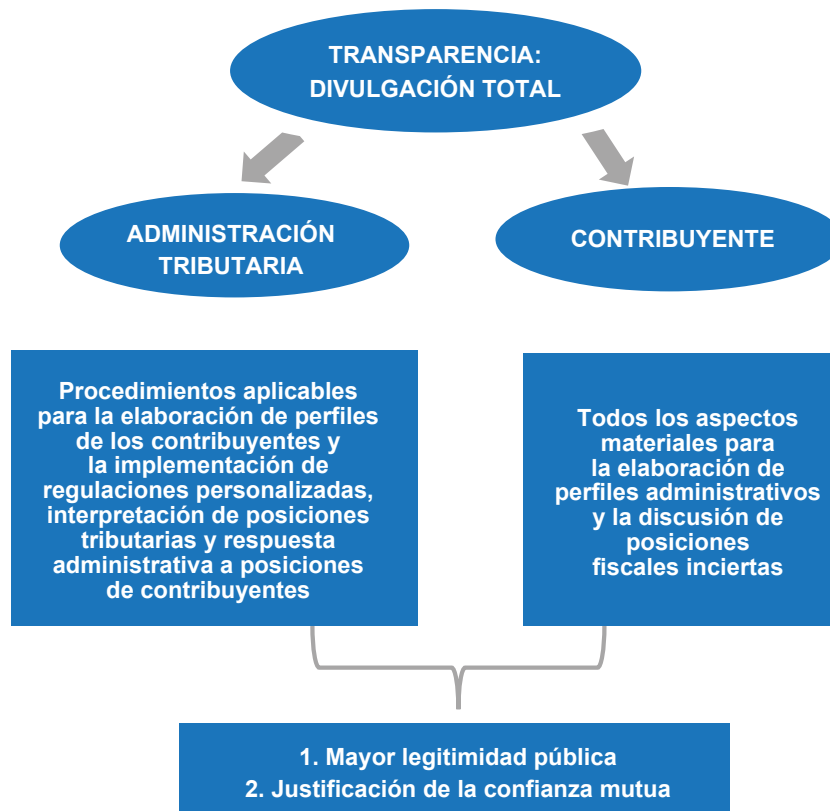 TRANSPARENCIA:
DIVULGACIÓN TOTAL
ADMINISTRACIÓN
TRIBUTARIA
CONTRIBUYENTE
Procedimientos aplicables
para la elaboración de perfiles
de los contribuyentes y
la implementación de
regulaciones personalizadas,
interpretación de posiciones
tributarias y respuesta
administrativa a posiciones
de contribuyentes
Todos los aspectos
materiales para
la elaboración de
perfiles administrativos
y la discusión de
posiciones
fiscales inciertas
1. Mayor legitimidad pública
2. Justificación de la confianza mutua